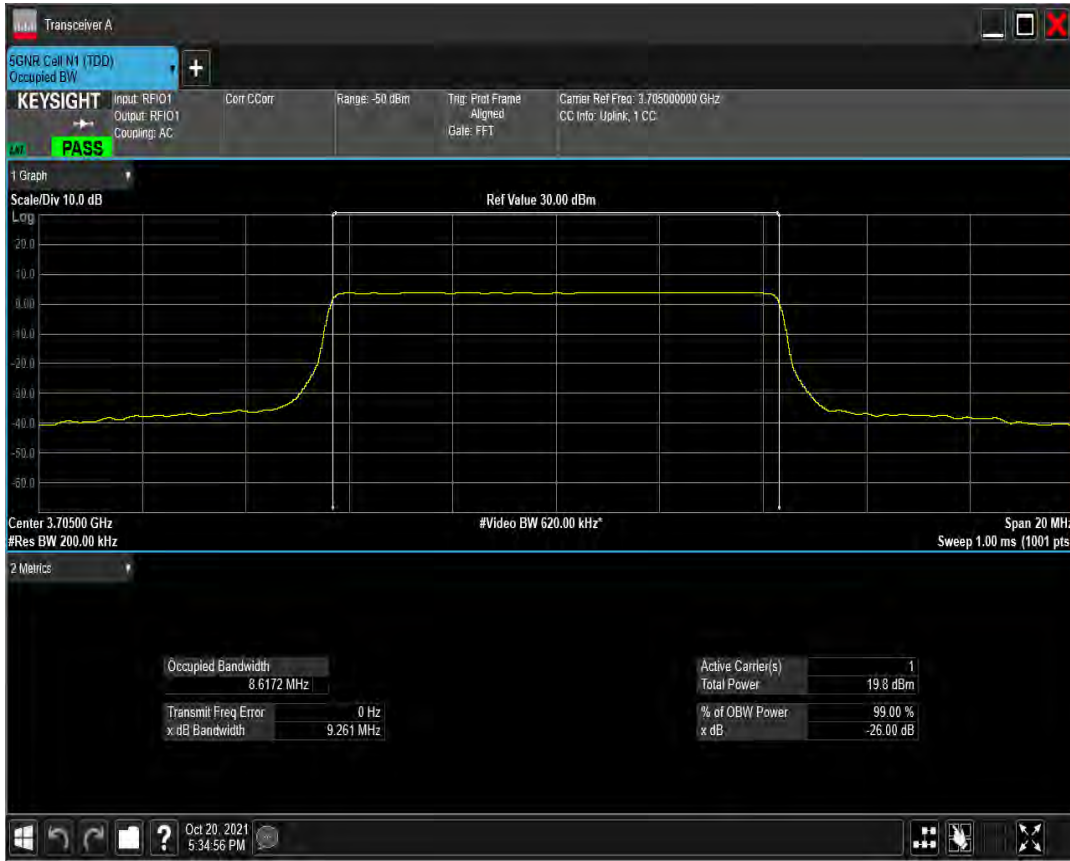 Transceiver A
5GNR Cell N1 (TDD)
Occupied BW
+
KEYSIGHT
Input: RFIO1
Output: RFIO1
Coupling: AC
Corr CCorr
Range: -50 dBm
Trig: Prot Frame
Aligned
Gate: FFT
Carrier Ref Freq: 3.705000000 GHz
CC Info: Uplink, 1 CC
PASS
1 Graph
Scale/Div 10.0 dB
Ref Value 30.00 dBm
Log
20.0
10.0
0.00
-10.0
-20.0
-30.0
-40.0
-50.0
-60.0
Center 3.70500 GHz
#Video BW 620.00 kHz*
Span 20 MHz
#Res BW 200.00 kHz
Sweep 1.00 ms (1001 pts
2 Metrics
Occupied Bandwidth
8.6172 MHz
Transmit Freq Error 0 Hz
x dB Bandwidth 9.261 MHz
Active Carrier(s) 1
Total Power 19.8 dBm
% of OBW Power 99.00 %
x dB -26.00 dB
?
Oct 20, 2021
5:34:56 PM